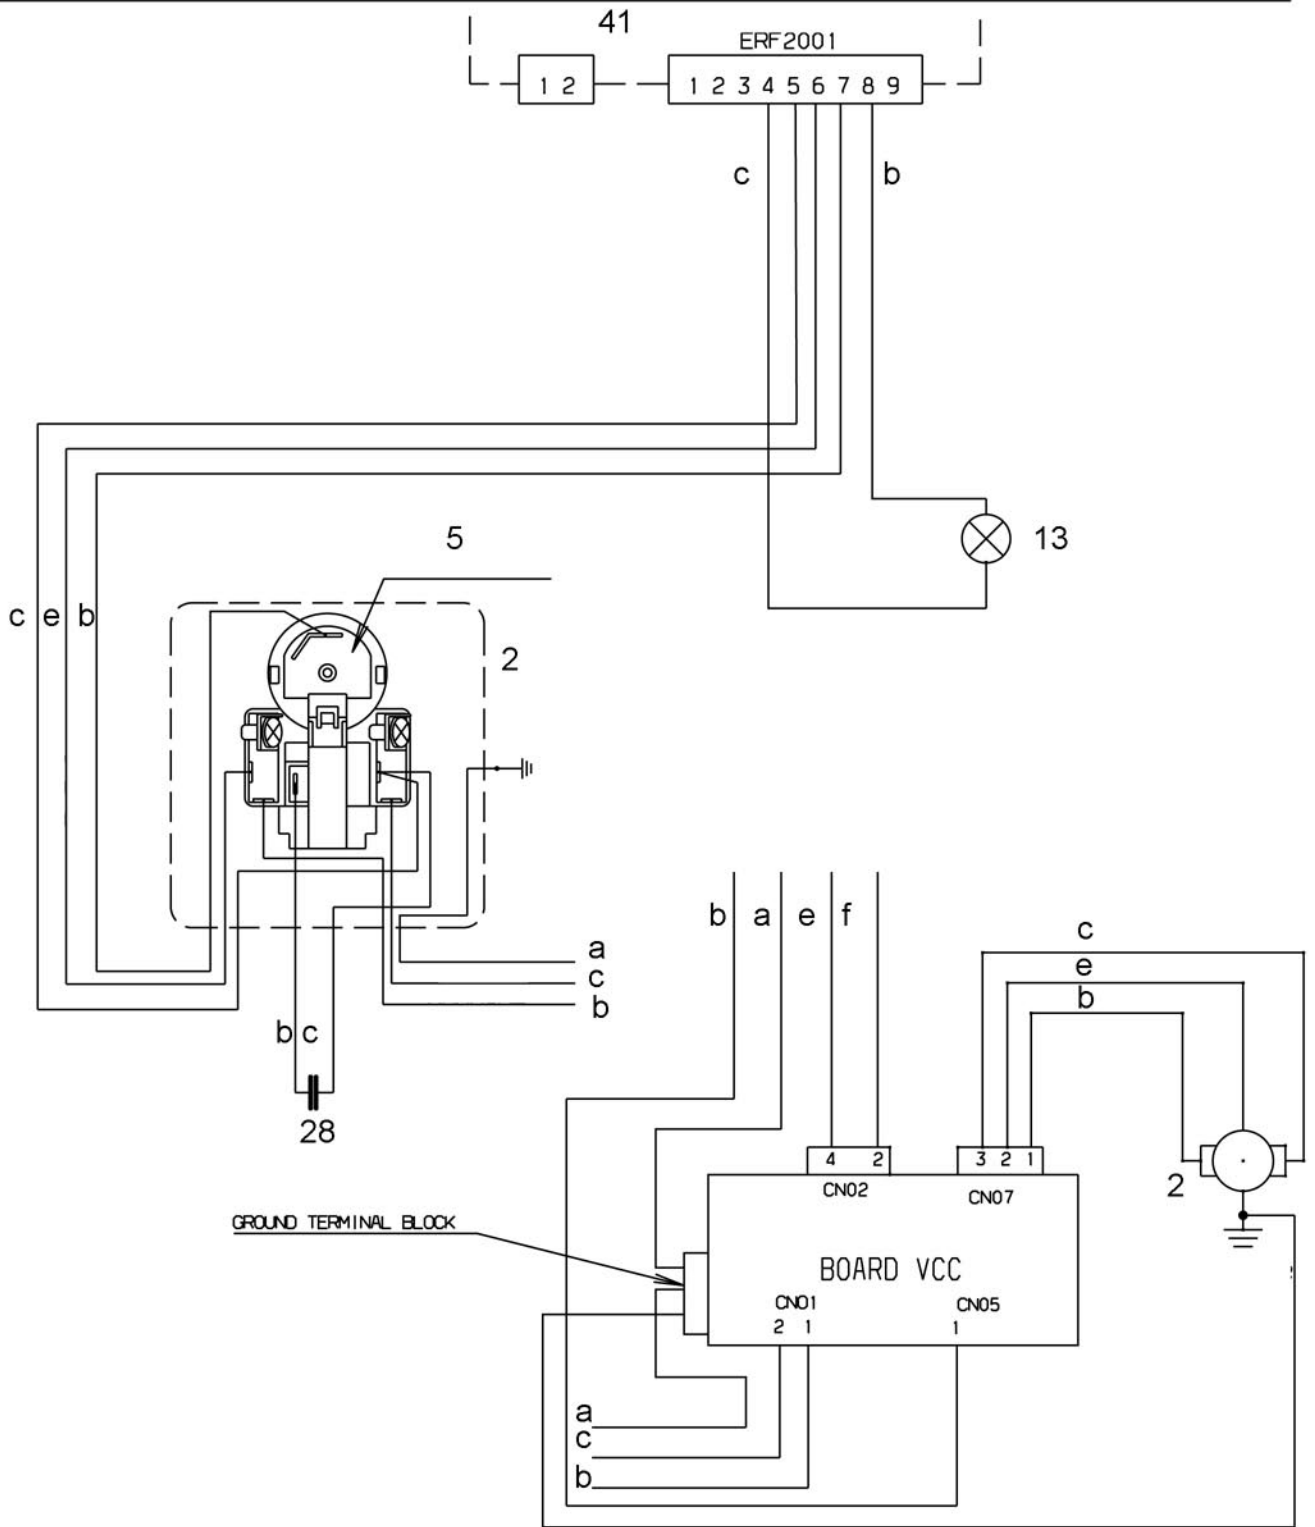 41
ERF2001
1 2
1 2 3 4 5 6 7 8 9
c
b
13
5
c e b
2
a
c
b
b c
28
b a e f
c
e
b
4 2
3 2 1
CN02
CN07
2
GROUND TERMINAL BLOCK
BOARD VCC
CN01
CN05
2 1
1
a
c
b